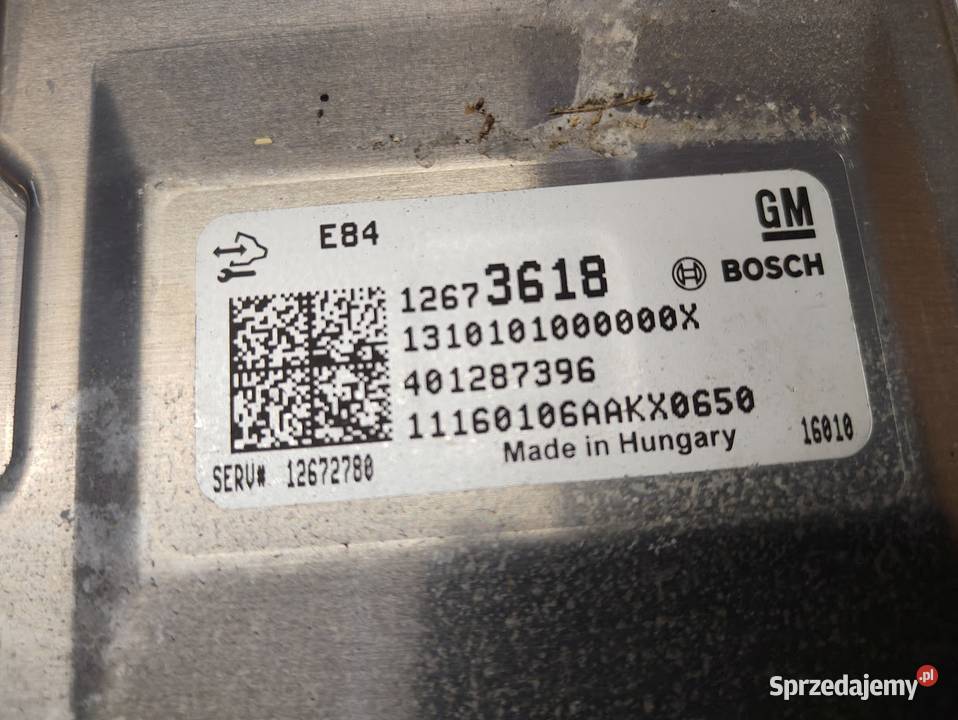 E84
GM
12673618
BOSCH
1310101000000X
401287396
11160106AAKX0650
Made in Hungary
16010
SERV# 12672780
Sprzedajemy.pl